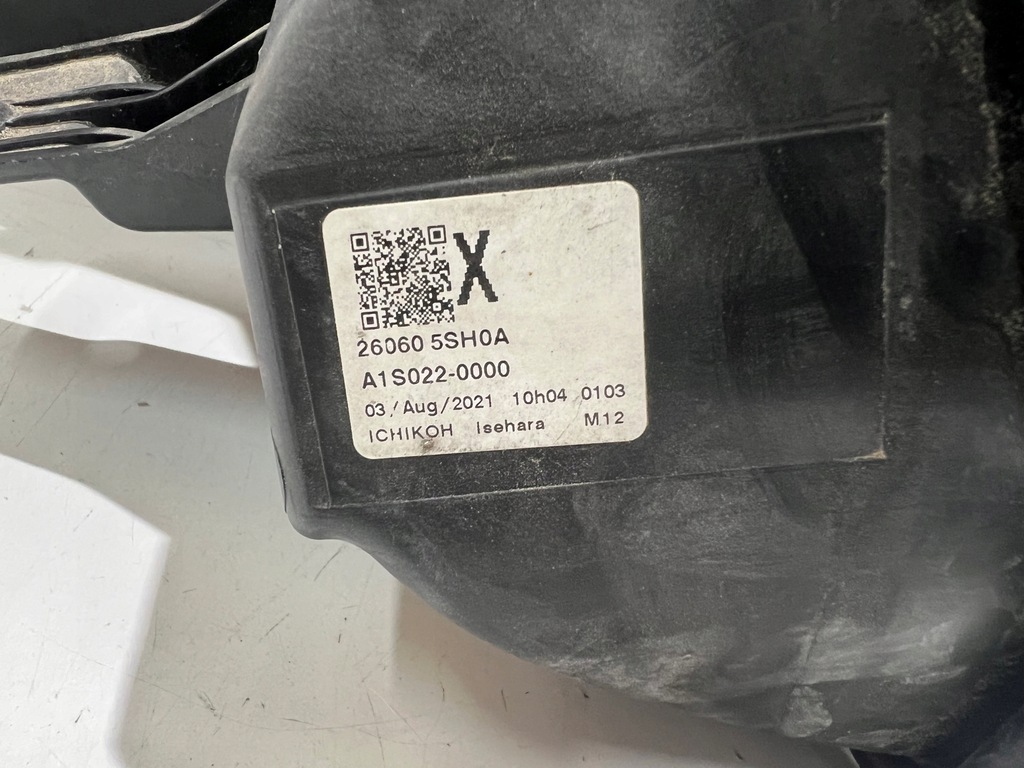 X
26060 5SH0A
A1S022-0000
03/Aug/2021 10h04 0103
ICHIKOH Isehara M12